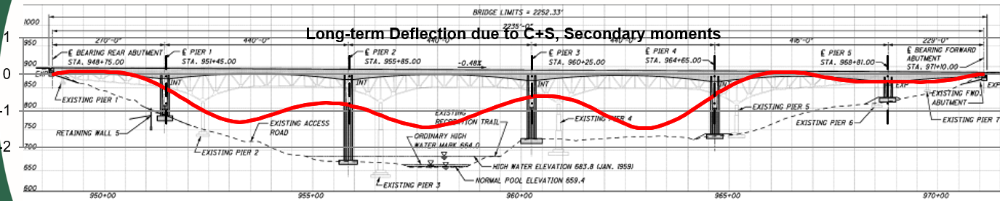 BRIDGE LIMITS = 2252.33'
2235'-0"
Long-term Deflection due to C+S, Secondary moments
270'-0"
440'-0"
440'-0"
440'-0"
416'-0"
229'-0"
1000
950
900
850
800
750
700
650
600
1
0
-1
-2
℄ BEARING REAR ABUTMENT
STA. 948+75.00
℄ PIER 1
STA. 951+45.00
℄ PIER 2
STA. 955+85.00
-0.48%
℄ PIER 3
STA. 960+25.00
℄ PIER 4
STA. 964+65.00
℄ PIER 5
STA. 968+81.00
℄ BEARING FORWARD
ABUTMENT
STA. 971+10.00
EXP
INT
INT
INT
INT
EXP
EXP
EXISTING PIER 1
RETAINING WALL 5
EXISTING PIER 2
EXISTING ACCESS
ROAD
EXISTING
RECREATION TRAIL
ORDINARY HIGH
WATER MARK 664.0
HIGH WATER ELEVATION 683.8 (JAN. 1959)
NORMAL POOL ELEVATION 659.4
EXISTING PIER 3
EXISTING PIER 4
EXISTING PIER 5
EXISTING PIER 6
EXISTING FWD.
ABUTMENT
EXISTING PIER 7
950+00
955+00
960+00
965+00
970+00